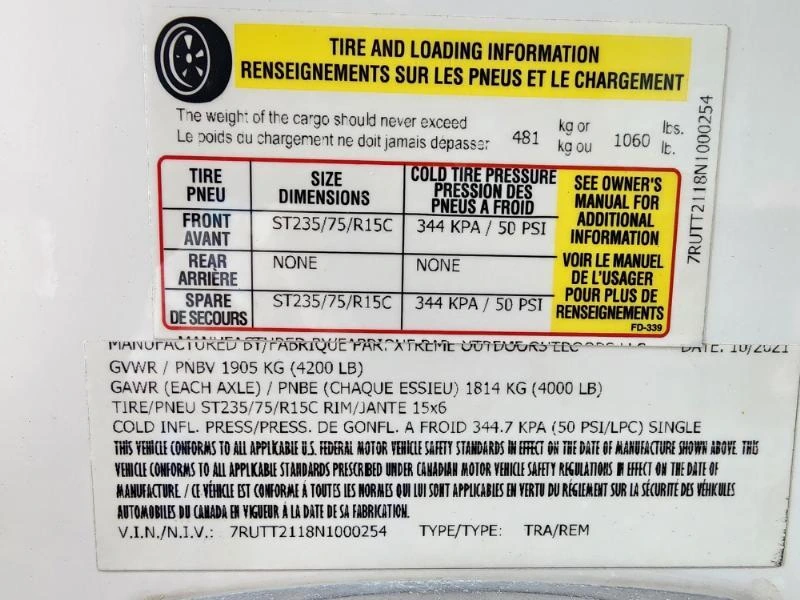 TIRE AND LOADING INFORMATION
RENSEIGNEMENTS SUR LES PNEUS ET LE CHARGEMENT
The weight of the cargo should never exceed
Le poids du chargement ne doit jamais dépasser
481 kg or 1060 lbs.
kg ou lb.
TIRE PNEU
SIZE DIMENSIONS
COLD TIRE PRESSURE PRESSION DES PNEUS A FROID
SEE OWNER'S MANUAL FOR ADDITIONAL INFORMATION
FRONT AVANT
ST235/75/R15C
344 KPA / 50 PSI
REAR ARRIÈRE
NONE
NONE
VOIR LE MANUEL DE L'USAGER POUR PLUS DE RENSEIGNEMENTS
SPARE DE SECOURS
ST235/75/R15C
344 KPA / 50 PSI
FD-339
7RUTT2118N1000254
MANUFACTURED BY/FABRIQUE PAR: XTREME OUTDOORS LLC DATE: 10/2021
GVWR / PNBV 1905 KG (4200 LB)
GAWR (EACH AXLE) / PNBE (CHAQUE ESSIEU) 1814 KG (4000 LB)
TIRE/PNEU ST235/75/R15C RIM/JANTE 15x6
COLD INFL. PRESS/PRESS. DE GONFL. A FROID 344.7 KPA (50 PSI/LPC) SINGLE
THIS VEHICLE CONFORMS TO ALL APPLICABLE U.S. FEDERAL MOTOR VEHICLE SAFETY STANDARDS IN EFFECT ON THE DATE OF MANUFACTURE SHOWN ABOVE. THIS
VEHICLE CONFORMS TO ALL APPLICABLE STANDARDS PRESCRIBED UNDER CANADIAN MOTOR VEHICLE SAFETY REGULATIONS IN EFFECT ON THE DATE OF
MANUFACTURE. / CE VÉHICLE EST CONFORME À TOUTES LES NORMES QUI LUI SONT APPLICABLES EN VERTU DU RÉGIEMENT SUR LA SÉCURITÉ DES VÉHICULES
AUTOMOBILES DU CANADA EN VIGUEUR À LA DATE DE SA FABRICATION.
V.I.N./N.I.V.: 7RUTT2118N1000254 TYPE/TYPE: TRA/REM